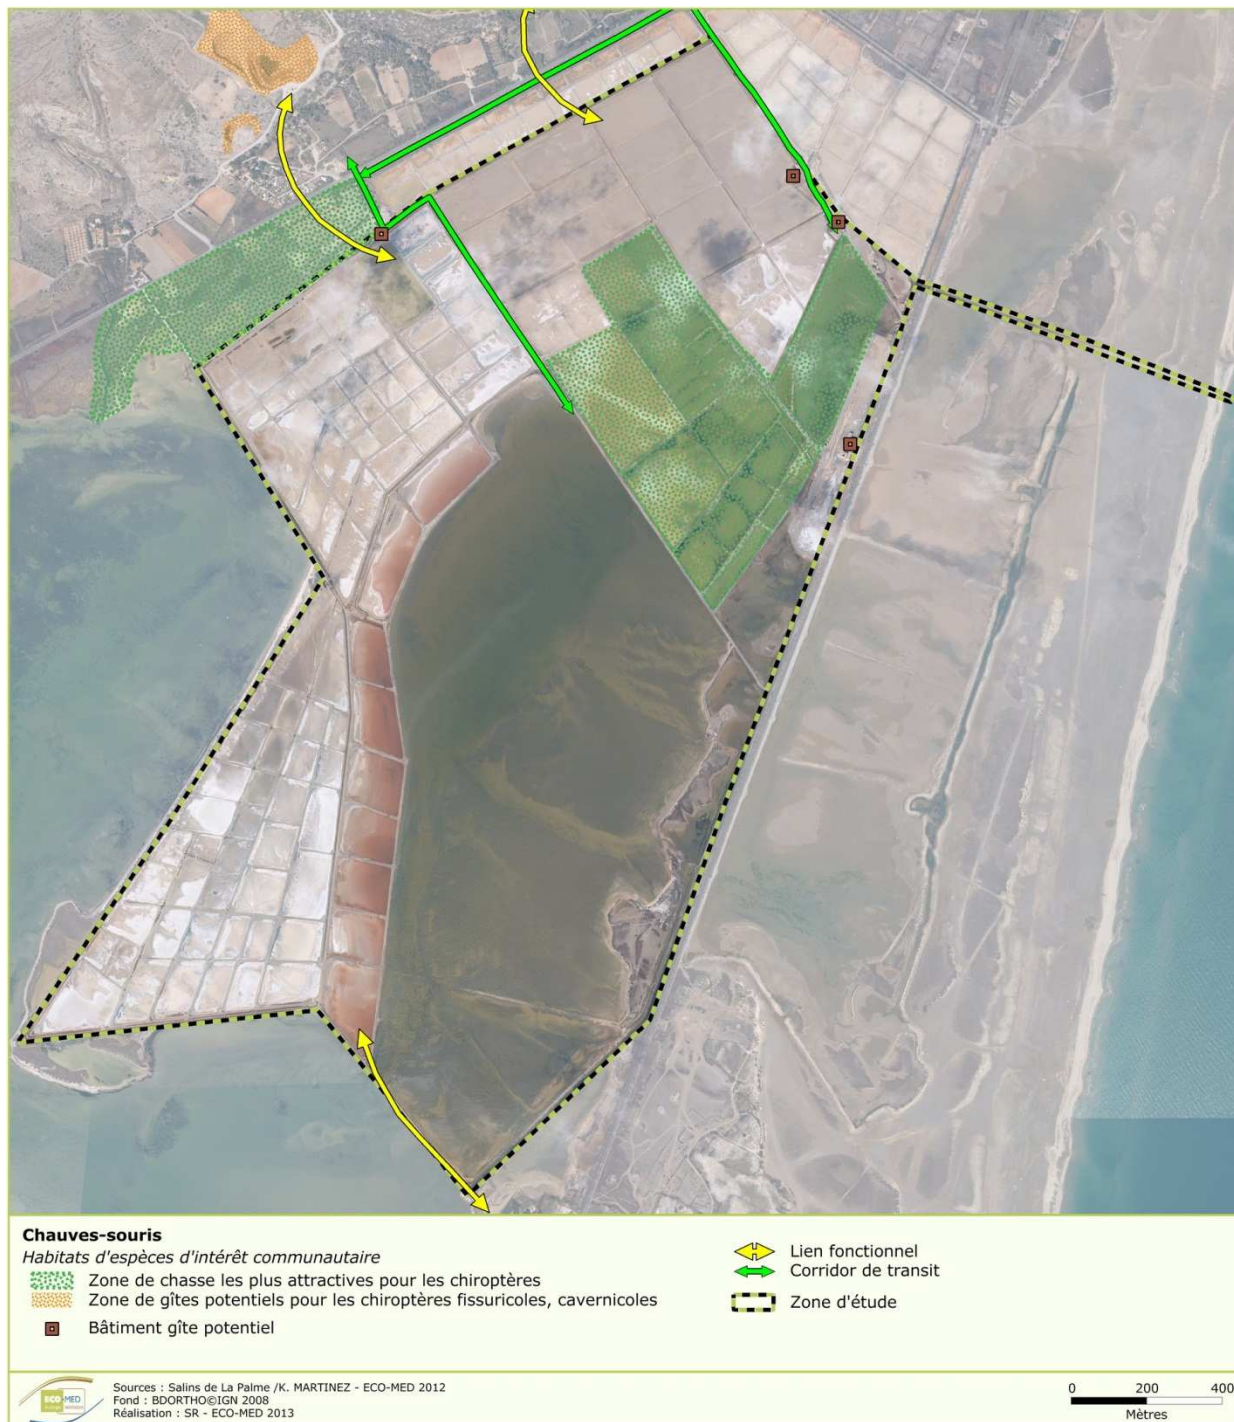 Chauves-souris
Habitats d'espèces d'intérêt communautaire
Zone de chasse les plus attractives pour les chiroptères
Zone de gîtes potentiels pour les chiroptères fissuricoles, cavernicoles
Bâtiment gîte potentiel
Lien fonctionnel
Corridor de transit
Zone d'étude
ECO-MED
Sources : Salins de La Palme /K. MARTINEZ - ECO-MED 2012
Fond : BDORTHO©IGN 2008
Réalisation : SR - ECO-MED 2013
0 200 400
Mètres